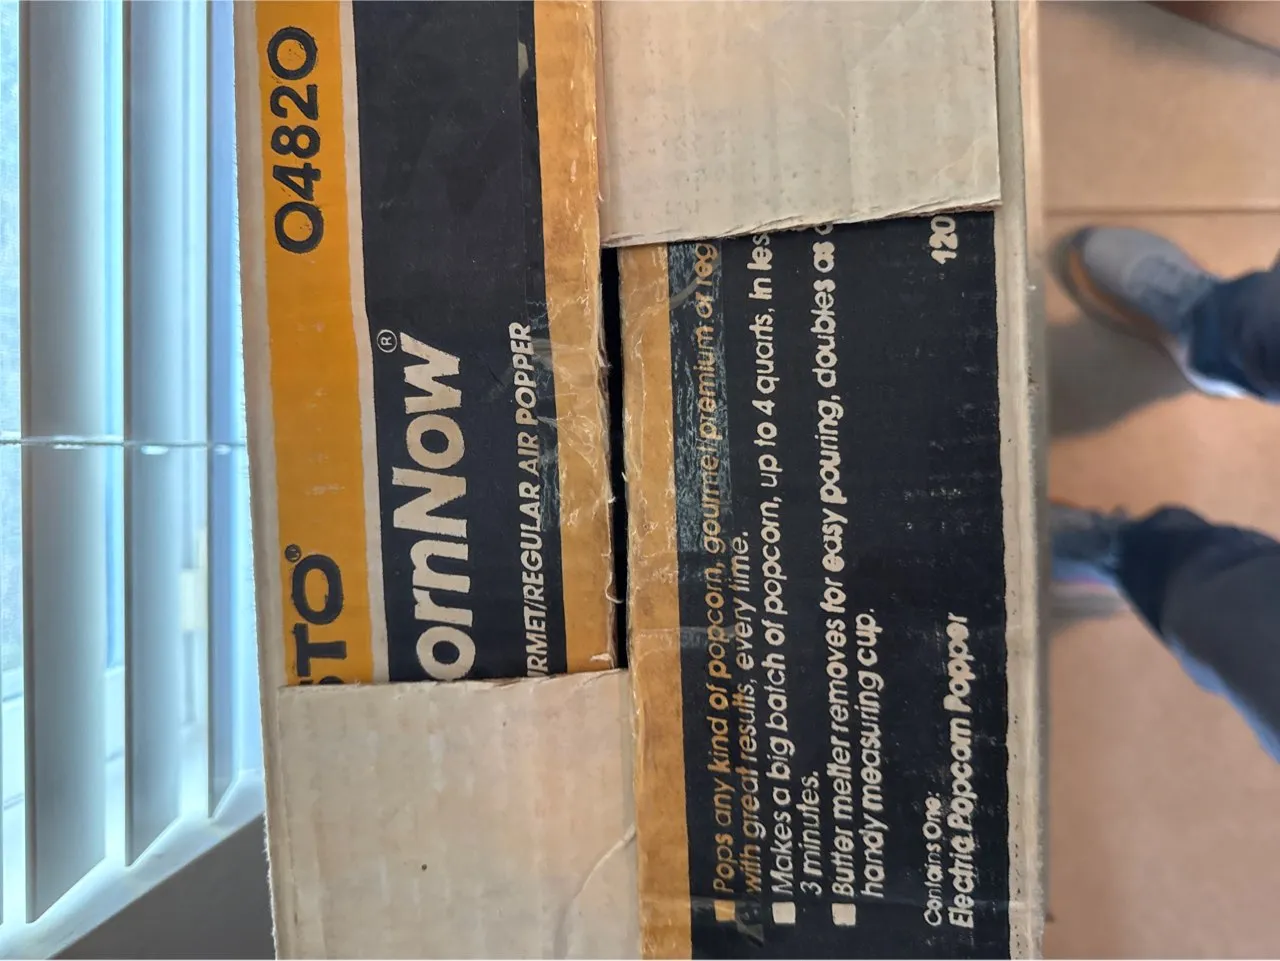 STO® 04820
ornNow®
RMET/REGULAR AIR POPPER
Pops any kind of popcorn, gourmet/premium or reg
with great results, every time.
Makes a big batch of popcorn, up to 4 quarts, in les
3 minutes.
Butter melter removes for easy pouring, doubles as
handy measuring cup.
Contains One: 120
Electric Popcorn Popper